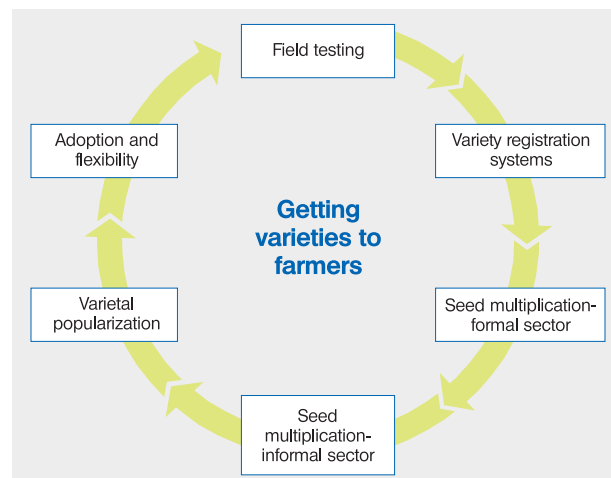 Field testing
Variety registration
systems
Seed multiplication-
formal sector
Seed
multiplication-
informal sector
Varietal
popularization
Adoption and
flexibility
Getting
varieties to
farmers